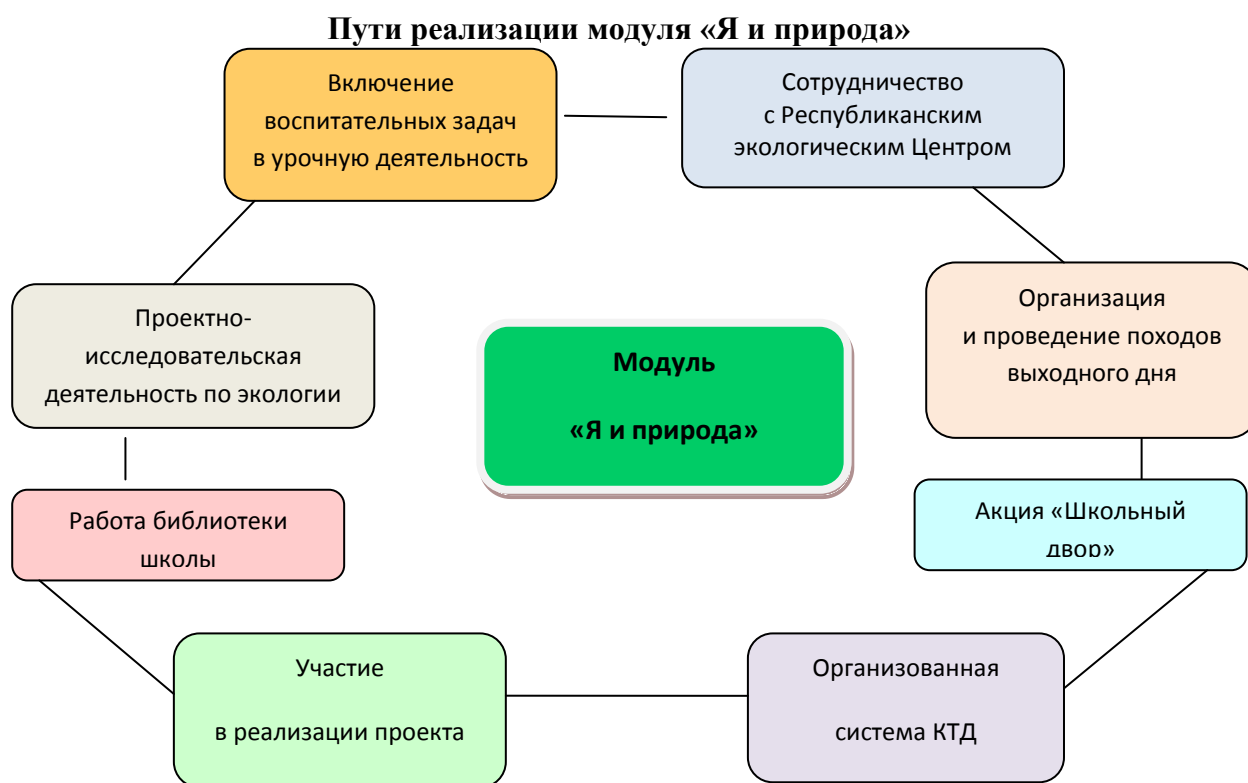 Пути реализации модуля «Я и природа»
Включение
воспитательных задач
в урочную деятельность
Сотрудничество
с Республиканским
экологическим Центром
Проектно-
исследовательская
деятельность по экологии
Модуль
«Я и природа»
Организация
и проведение походов
выходного дня
Работа библиотеки
школы
Акция «Школьный
двор»
Участие
в реализации проекта
Организованная
система КТД